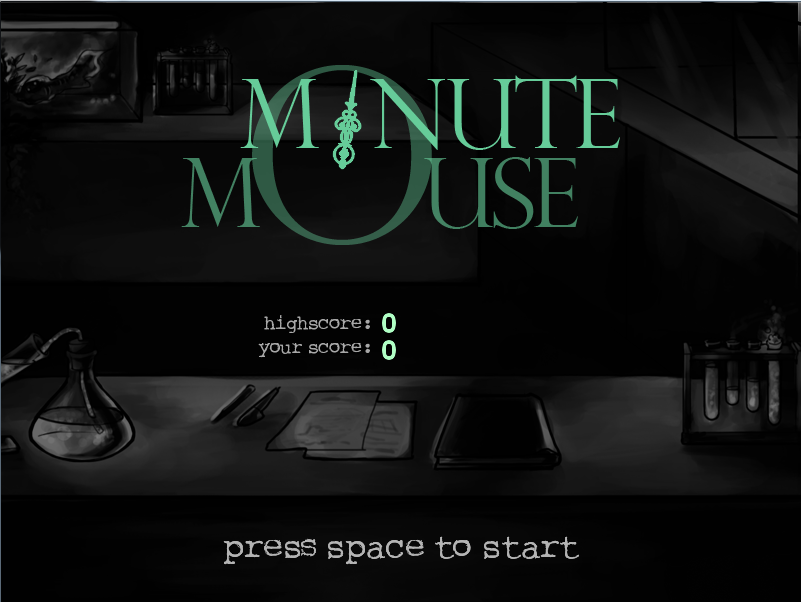 MINUTE
MOUSE
highscore: 0
your score: 0
press space to start